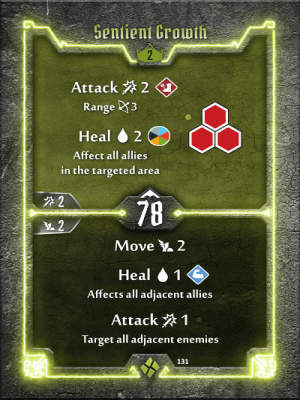 Sentient Growth
2
Attack 2
Range 3
Heal 2
Affect all allies
in the targeted area
2
78
2
Move 2
Heal 1
Affects all adjacent allies
Attack 1
Target all adjacent enemies
131